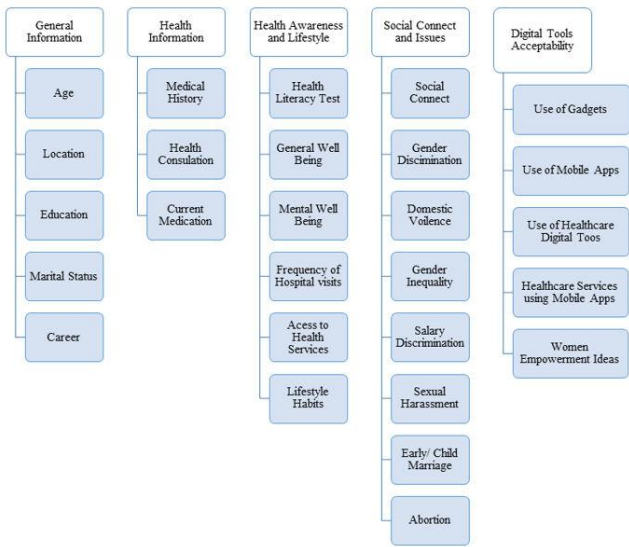 General
Information
Age
Location
Education
Marital Status
Career
Health
Information
Medical
History
Health
Consulation
Current
Medication
Health Awareness
and Lifestyle
Health
Literacy Test
General Well
Being
Mental Well
Being
Frequency of
Hospital visits
Acess to
Health
Services
Lifestyle
Habits
Social Connect
and Issues
Social
Connect
Gender
Discimination
Domestic
Voilence
Gender
Inequality
Salary
Discrimination
Sexual
Harassment
Early/ Child
Marriage
Abortion
Digital Tools
Acceptability
Use of Gadgets
Use of Mobile Apps
Use of Healthcare
Digital Toos
Healthcare Services
using Mobile Apps
Women
Empowerment Ideas